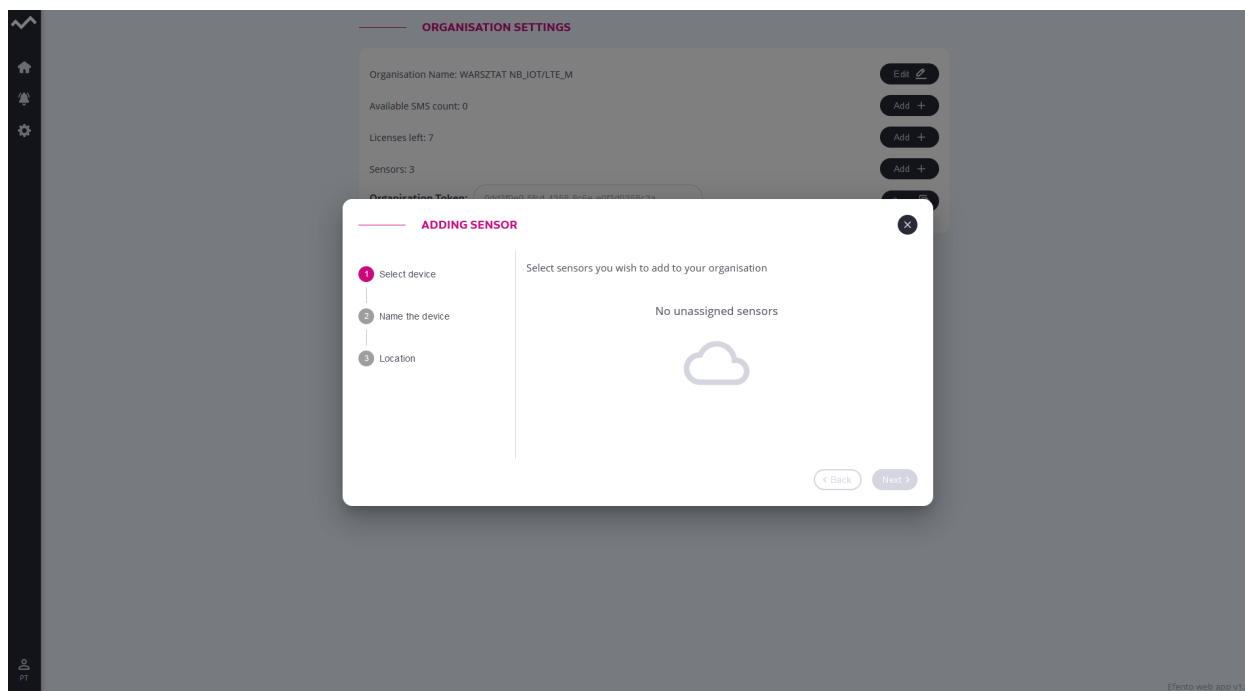 ORGANISATION SETTINGS
Organisation Name: WARSZTAT NB_IOT/LTE_M
Edit
Available SMS count: 0
Add +
Licenses left: 7
Add +
Sensors: 3
Add +
Organisation Token:
ADDING SENSOR
1 Select device
2 Name the device
3 Location
Select sensors you wish to add to your organisation
No unassigned sensors
< Back
Next >
PT
Efento web app v1.